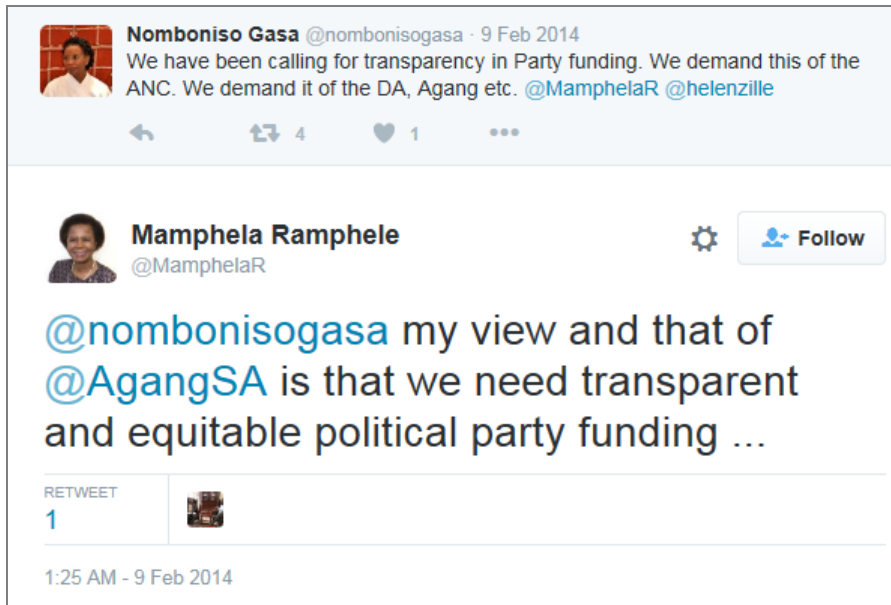 Nomboniso Gasa @nombonisogasa · 9 Feb 2014
We have been calling for transparency in Party funding. We demand this of the
ANC. We demand it of the DA, Agang etc. @MamphelaR @helenzille
4 1
Mamphela Ramphele
@MamphelaR
Follow
@nombonisogasa my view and that of
@AgangSA is that we need transparent
and equitable political party funding ...
RETWEET
1
1:25 AM - 9 Feb 2014